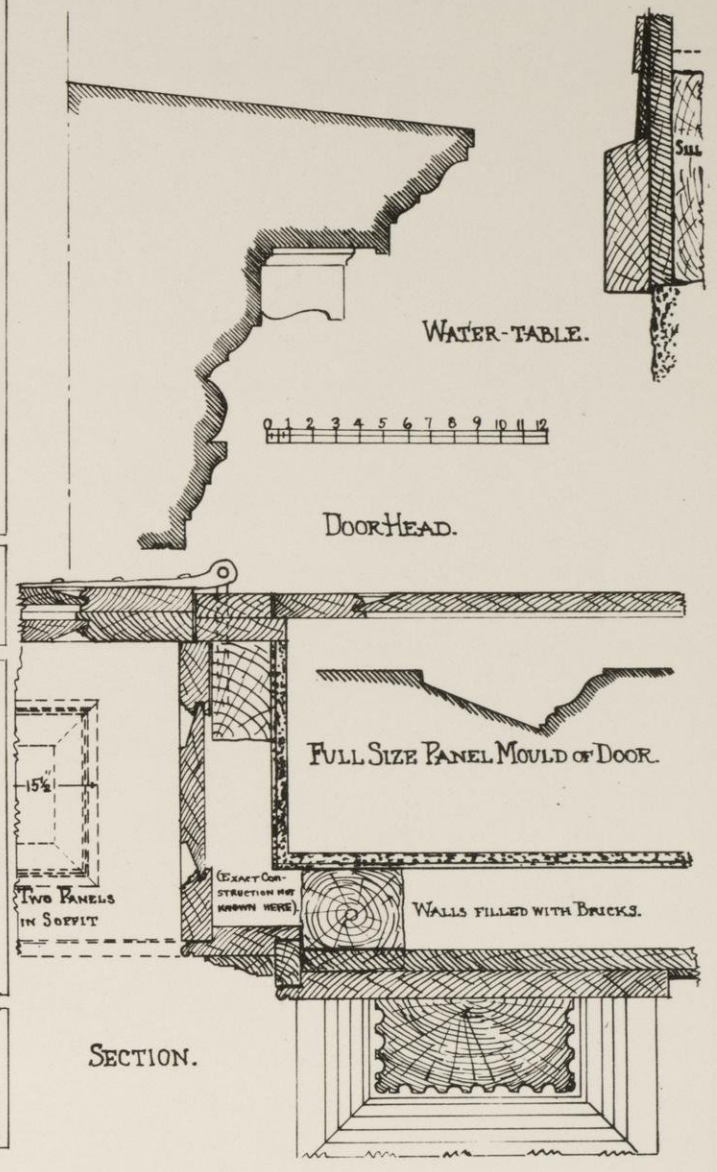 SILL
WATER-TABLE.
0 1 2 3 4 5 6 7 8 9 10 11 12
DOOR HEAD.
FULL SIZE PANEL MOULD OF DOOR.
15½"
(EXACT CON-
STRUCTION NOT
KNOWN HERE).
TWO PANELS
IN SOFFIT
WALLS FILLED WITH BRICKS.
SECTION.